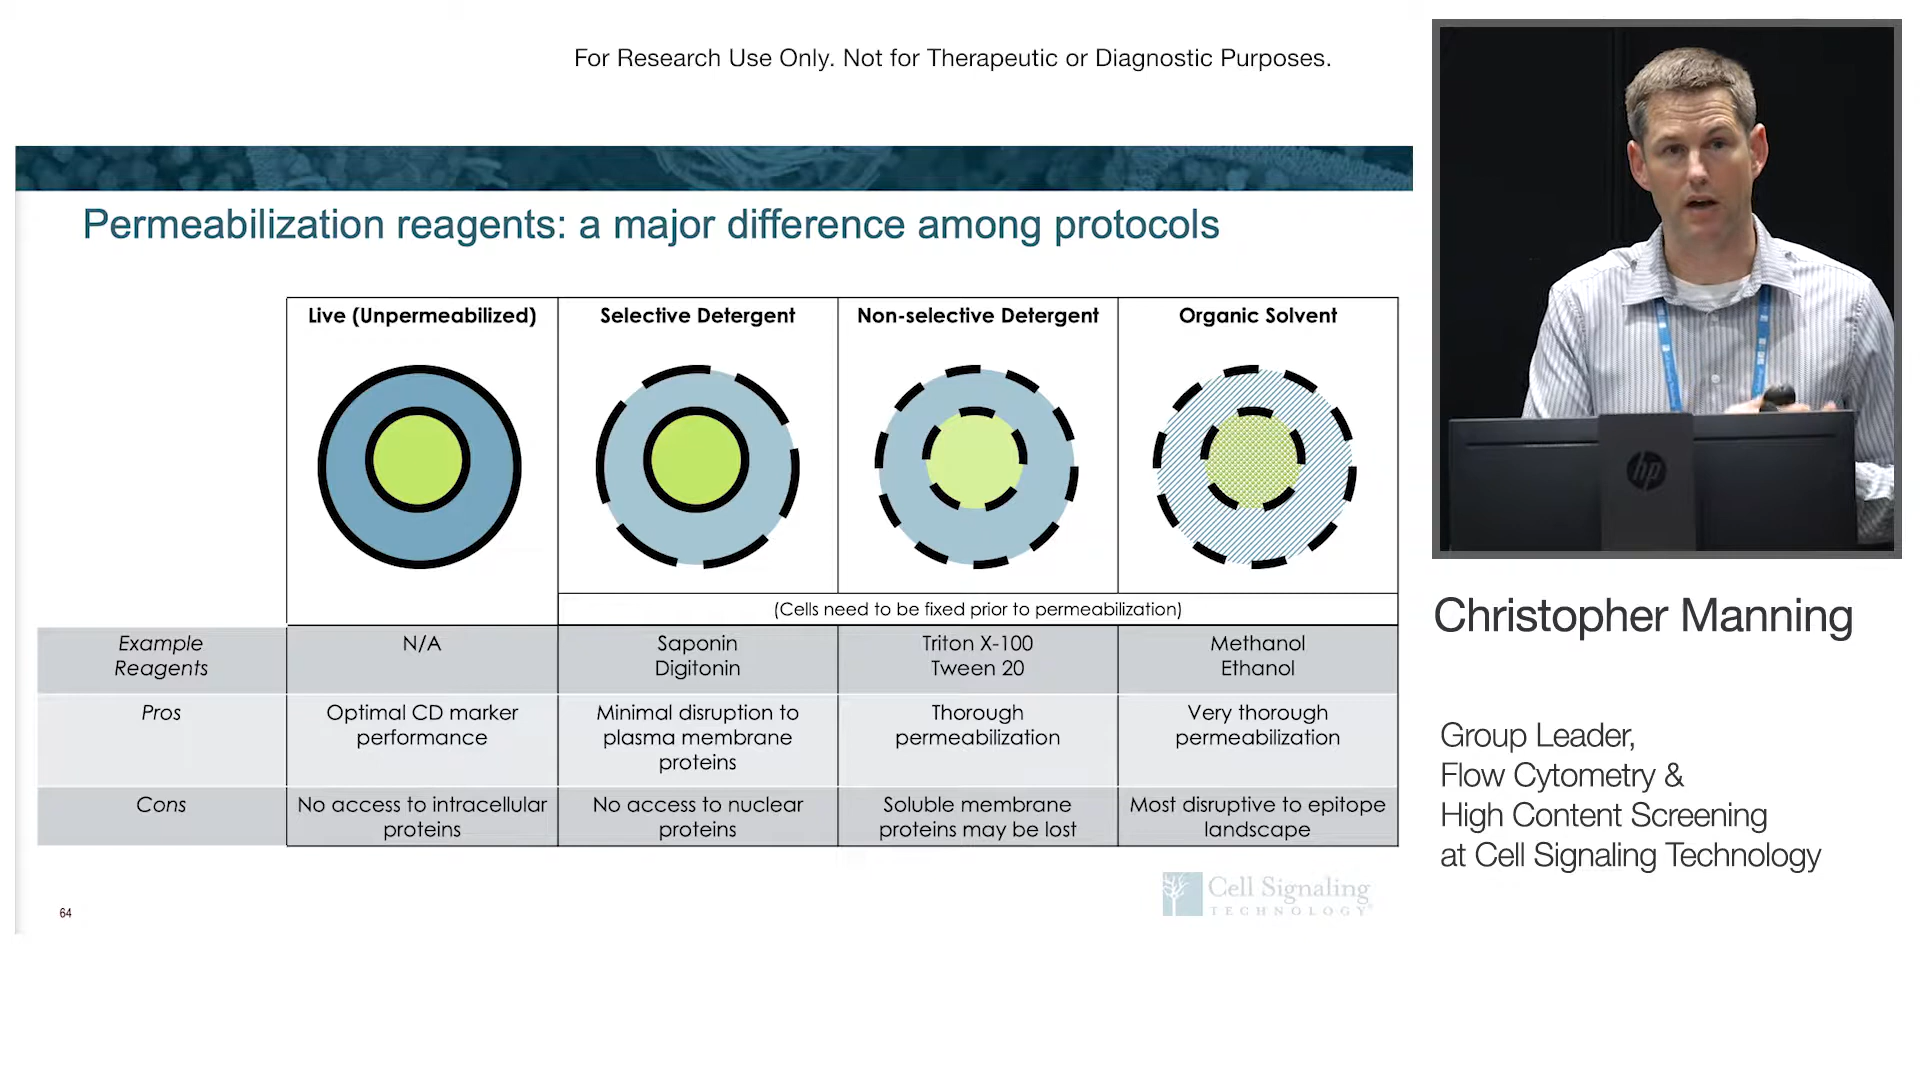 For Research Use Only. Not for Therapeutic or Diagnostic Purposes.
Permeabilization reagents: a major difference among protocols
Live (Unpermeabilized)
Selective Detergent
Non-selective Detergent
Organic Solvent
(Cells need to be fixed prior to permeabilization)
Example
Reagents
N/A
Saponin
Digitonin
Triton X-100
Tween 20
Methanol
Ethanol
Pros
Optimal CD marker
performance
Minimal disruption to
plasma membrane
proteins
Thorough
permeabilization
Very thorough
permeabilization
Cons
No access to intracellular
proteins
No access to nuclear
proteins
Soluble membrane
proteins may be lost
Most disruptive to epitope
landscape
Cell Signaling
TECHNOLOGY®
64
hp
Christopher Manning
Group Leader,
Flow Cytometry &
High Content Screening
at Cell Signaling Technology